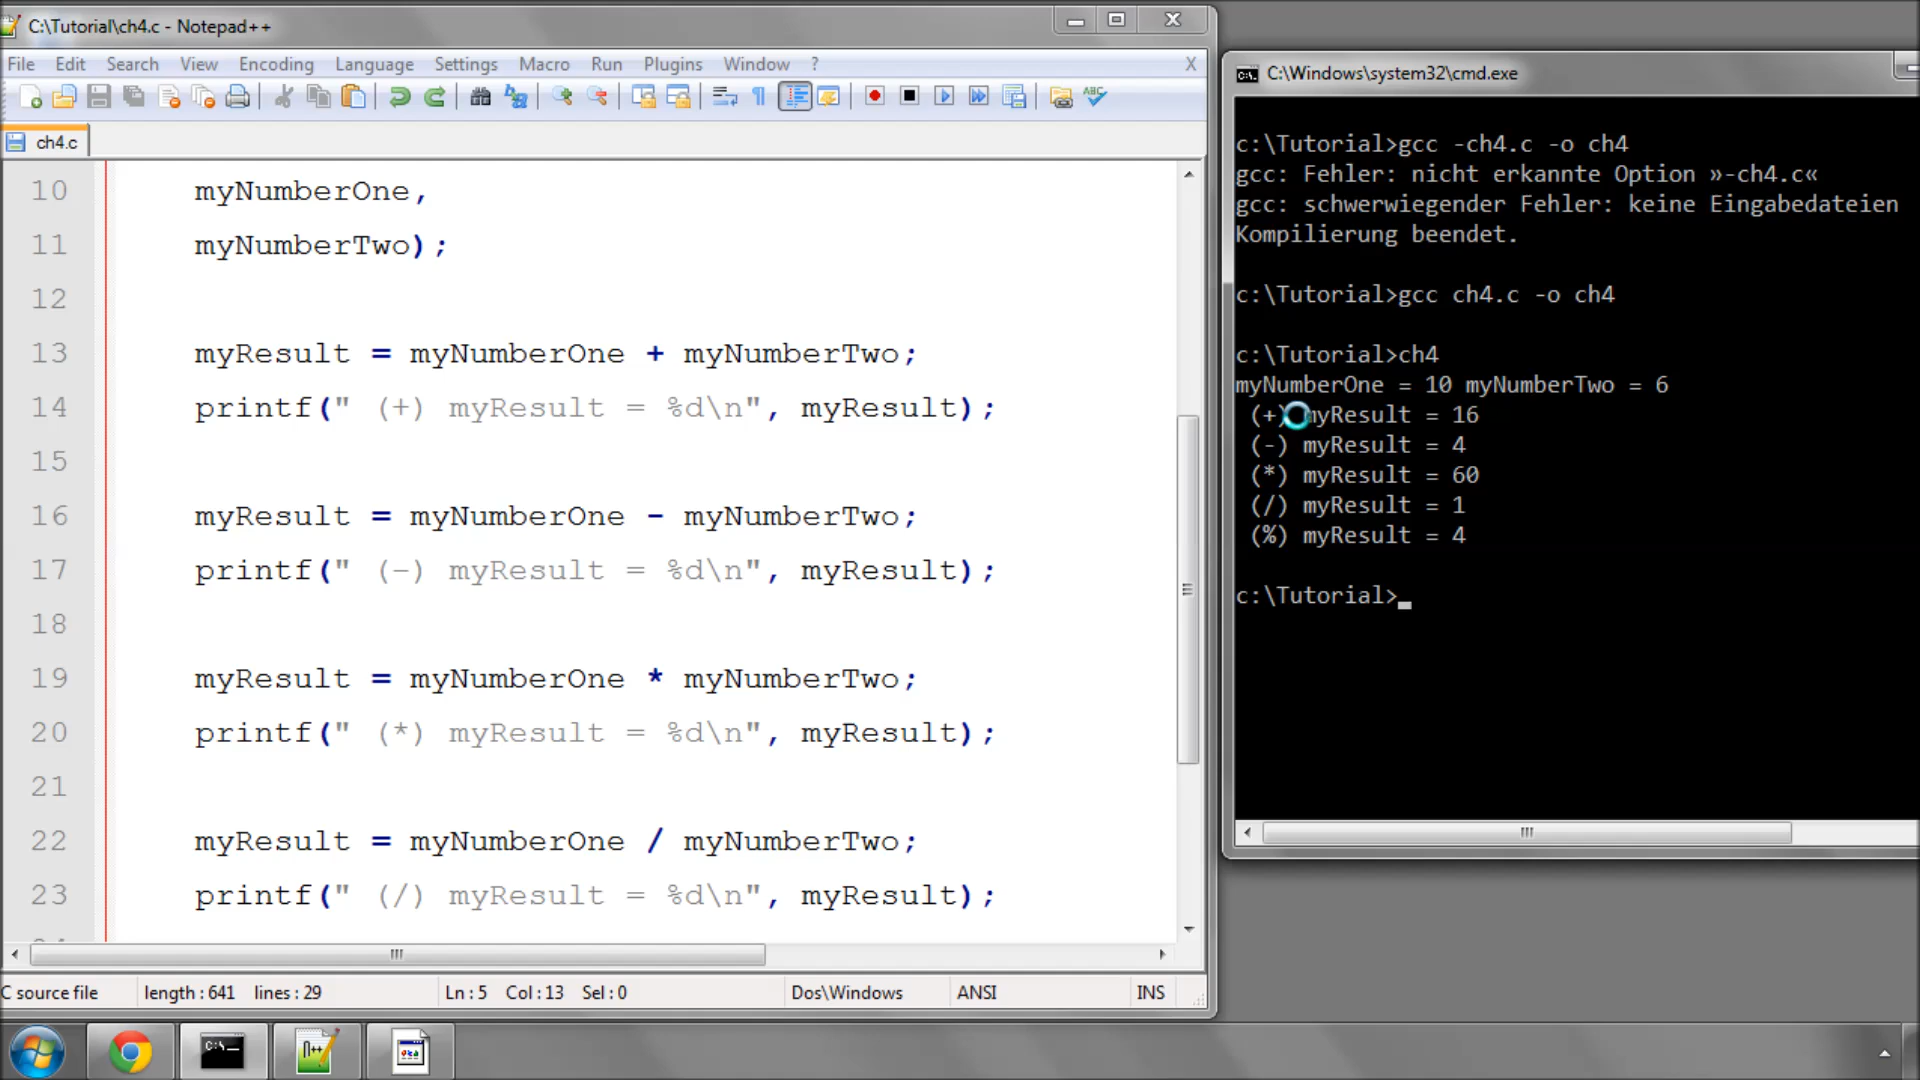 C:\Tutorial\ch4.c - Notepad++
File Edit Search View Encoding Language Settings Macro Run Plugins Window ? X
ch4.c
10 myNumberOne,
11 myNumberTwo);
12
13 myResult = myNumberOne + myNumberTwo;
14 printf(" (+) myResult = %d\n", myResult);
15
16 myResult = myNumberOne - myNumberTwo;
17 printf(" (-) myResult = %d\n", myResult);
18
19 myResult = myNumberOne * myNumberTwo;
20 printf(" (*) myResult = %d\n", myResult);
21
22 myResult = myNumberOne / myNumberTwo;
23 printf(" (/) myResult = %d\n", myResult);
C source file length : 641 lines : 29 Ln : 5 Col : 13 Sel : 0 Dos\Windows ANSI INS
C:\Windows\system32\cmd.exe
c:\Tutorial>gcc -ch4.c -o ch4
gcc: Fehler: nicht erkannte Option »-ch4.c«
gcc: schwerwiegender Fehler: keine Eingabedateien
Kompilierung beendet.
c:\Tutorial>gcc ch4.c -o ch4
c:\Tutorial>ch4
myNumberOne = 10 myNumberTwo = 6
(+) myResult = 16
(-) myResult = 4
(*) myResult = 60
(/) myResult = 1
(%) myResult = 4
c:\Tutorial>_